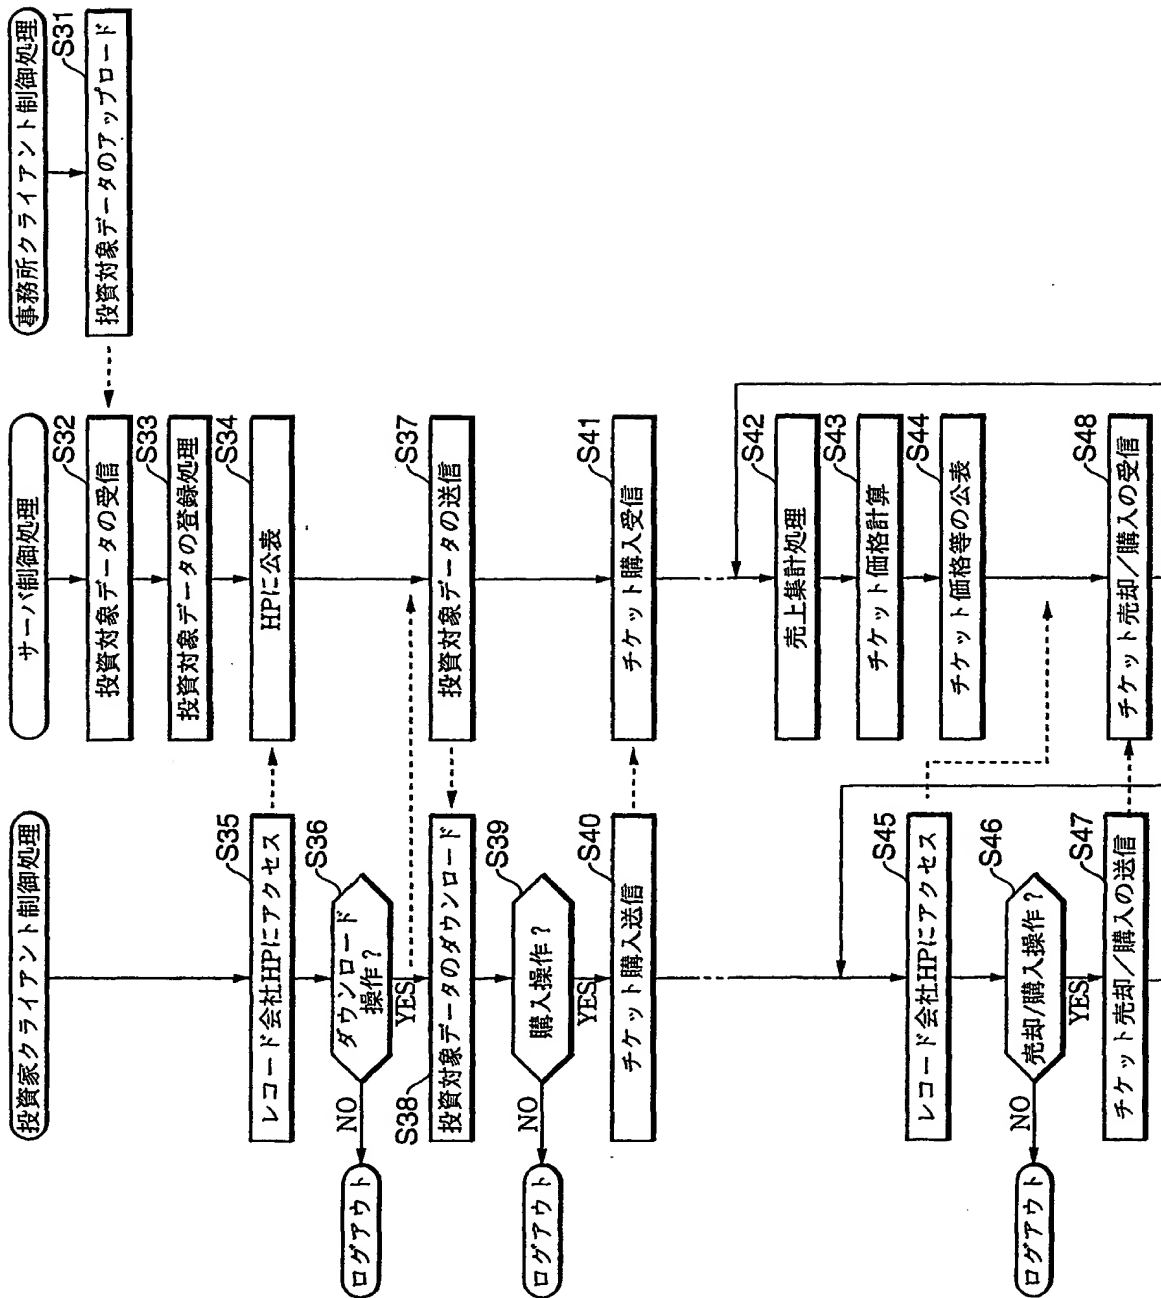 投資家クライアント制御処理
サーバ制御処理
事務所クライアント制御処理
S31
投資対象データのアップロード
S32
投資対象データの受信
S33
投資対象データの登録処理
S34
HPに公表
S35
レコード会社HPにアクセス
S36
ダウンロード
操作？
NO
ログアウト
YES
S37
投資対象データの送信
S38
投資対象データのダウンロード
S39
購入操作？
NO
ログアウト
YES
S40
チケット購入送信
S41
チケット購入受信
S42
売上集計処理
S43
チケット価格計算
S44
チケット価格等の公表
S45
レコード会社HPにアクセス
S46
売却/購入操作？
NO
ログアウト
YES
S47
チケット売却/購入の送信
S48
チケット売却/購入の受信